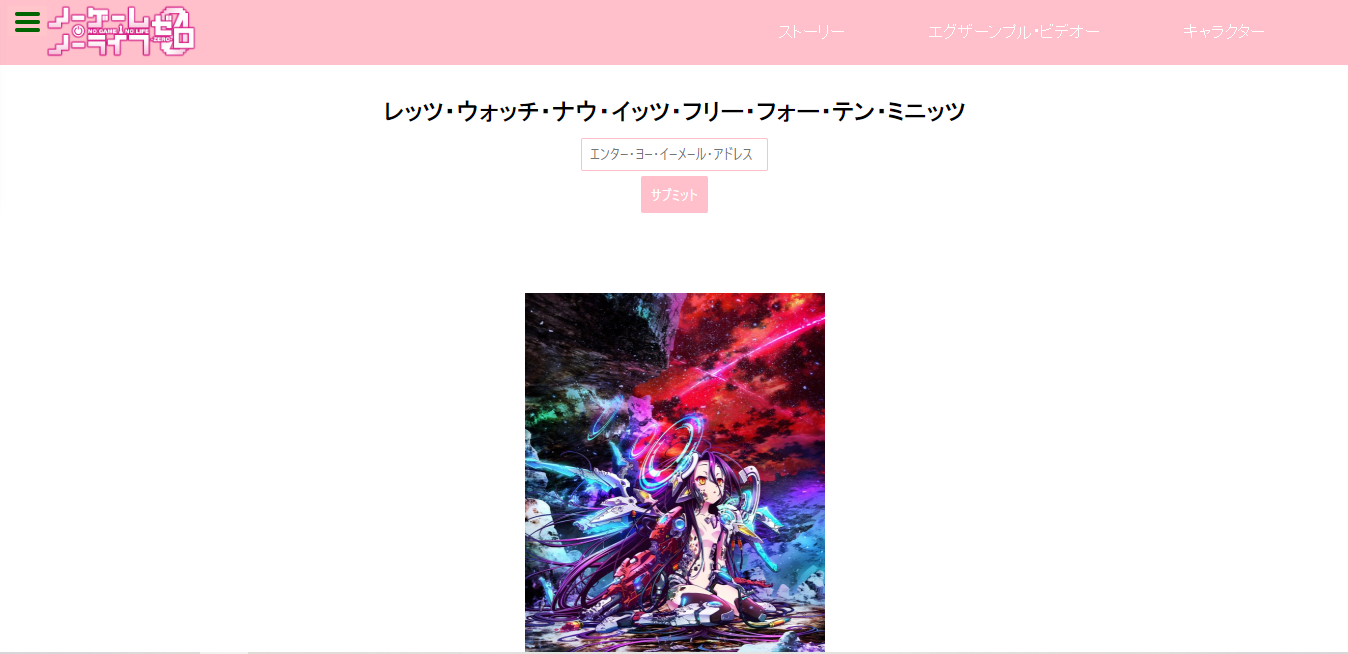 ノーゲーム
NO GAME NO LIFE
ノーライフ
ゼロ
ZERO
ストーリー
エグザーンプル・ビデオー
キャラクター
レッツ・ウォッチ・ナウ・イッツ・フリー・フォー・テン・ミニッツ
エンター・ヨー・イーメール・アドレス
サブミット